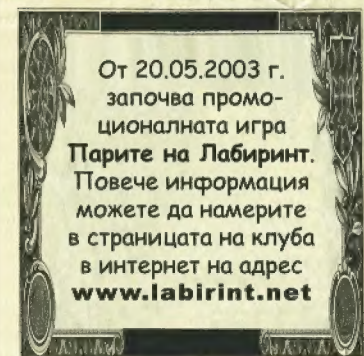 От 20.05.2003 г.
започва промо-
ционалната игра
Парите на Лабиринт.
Повече информация
можете да намерите
в страницата на клуба
в интернет на адрес
www.labirint.net